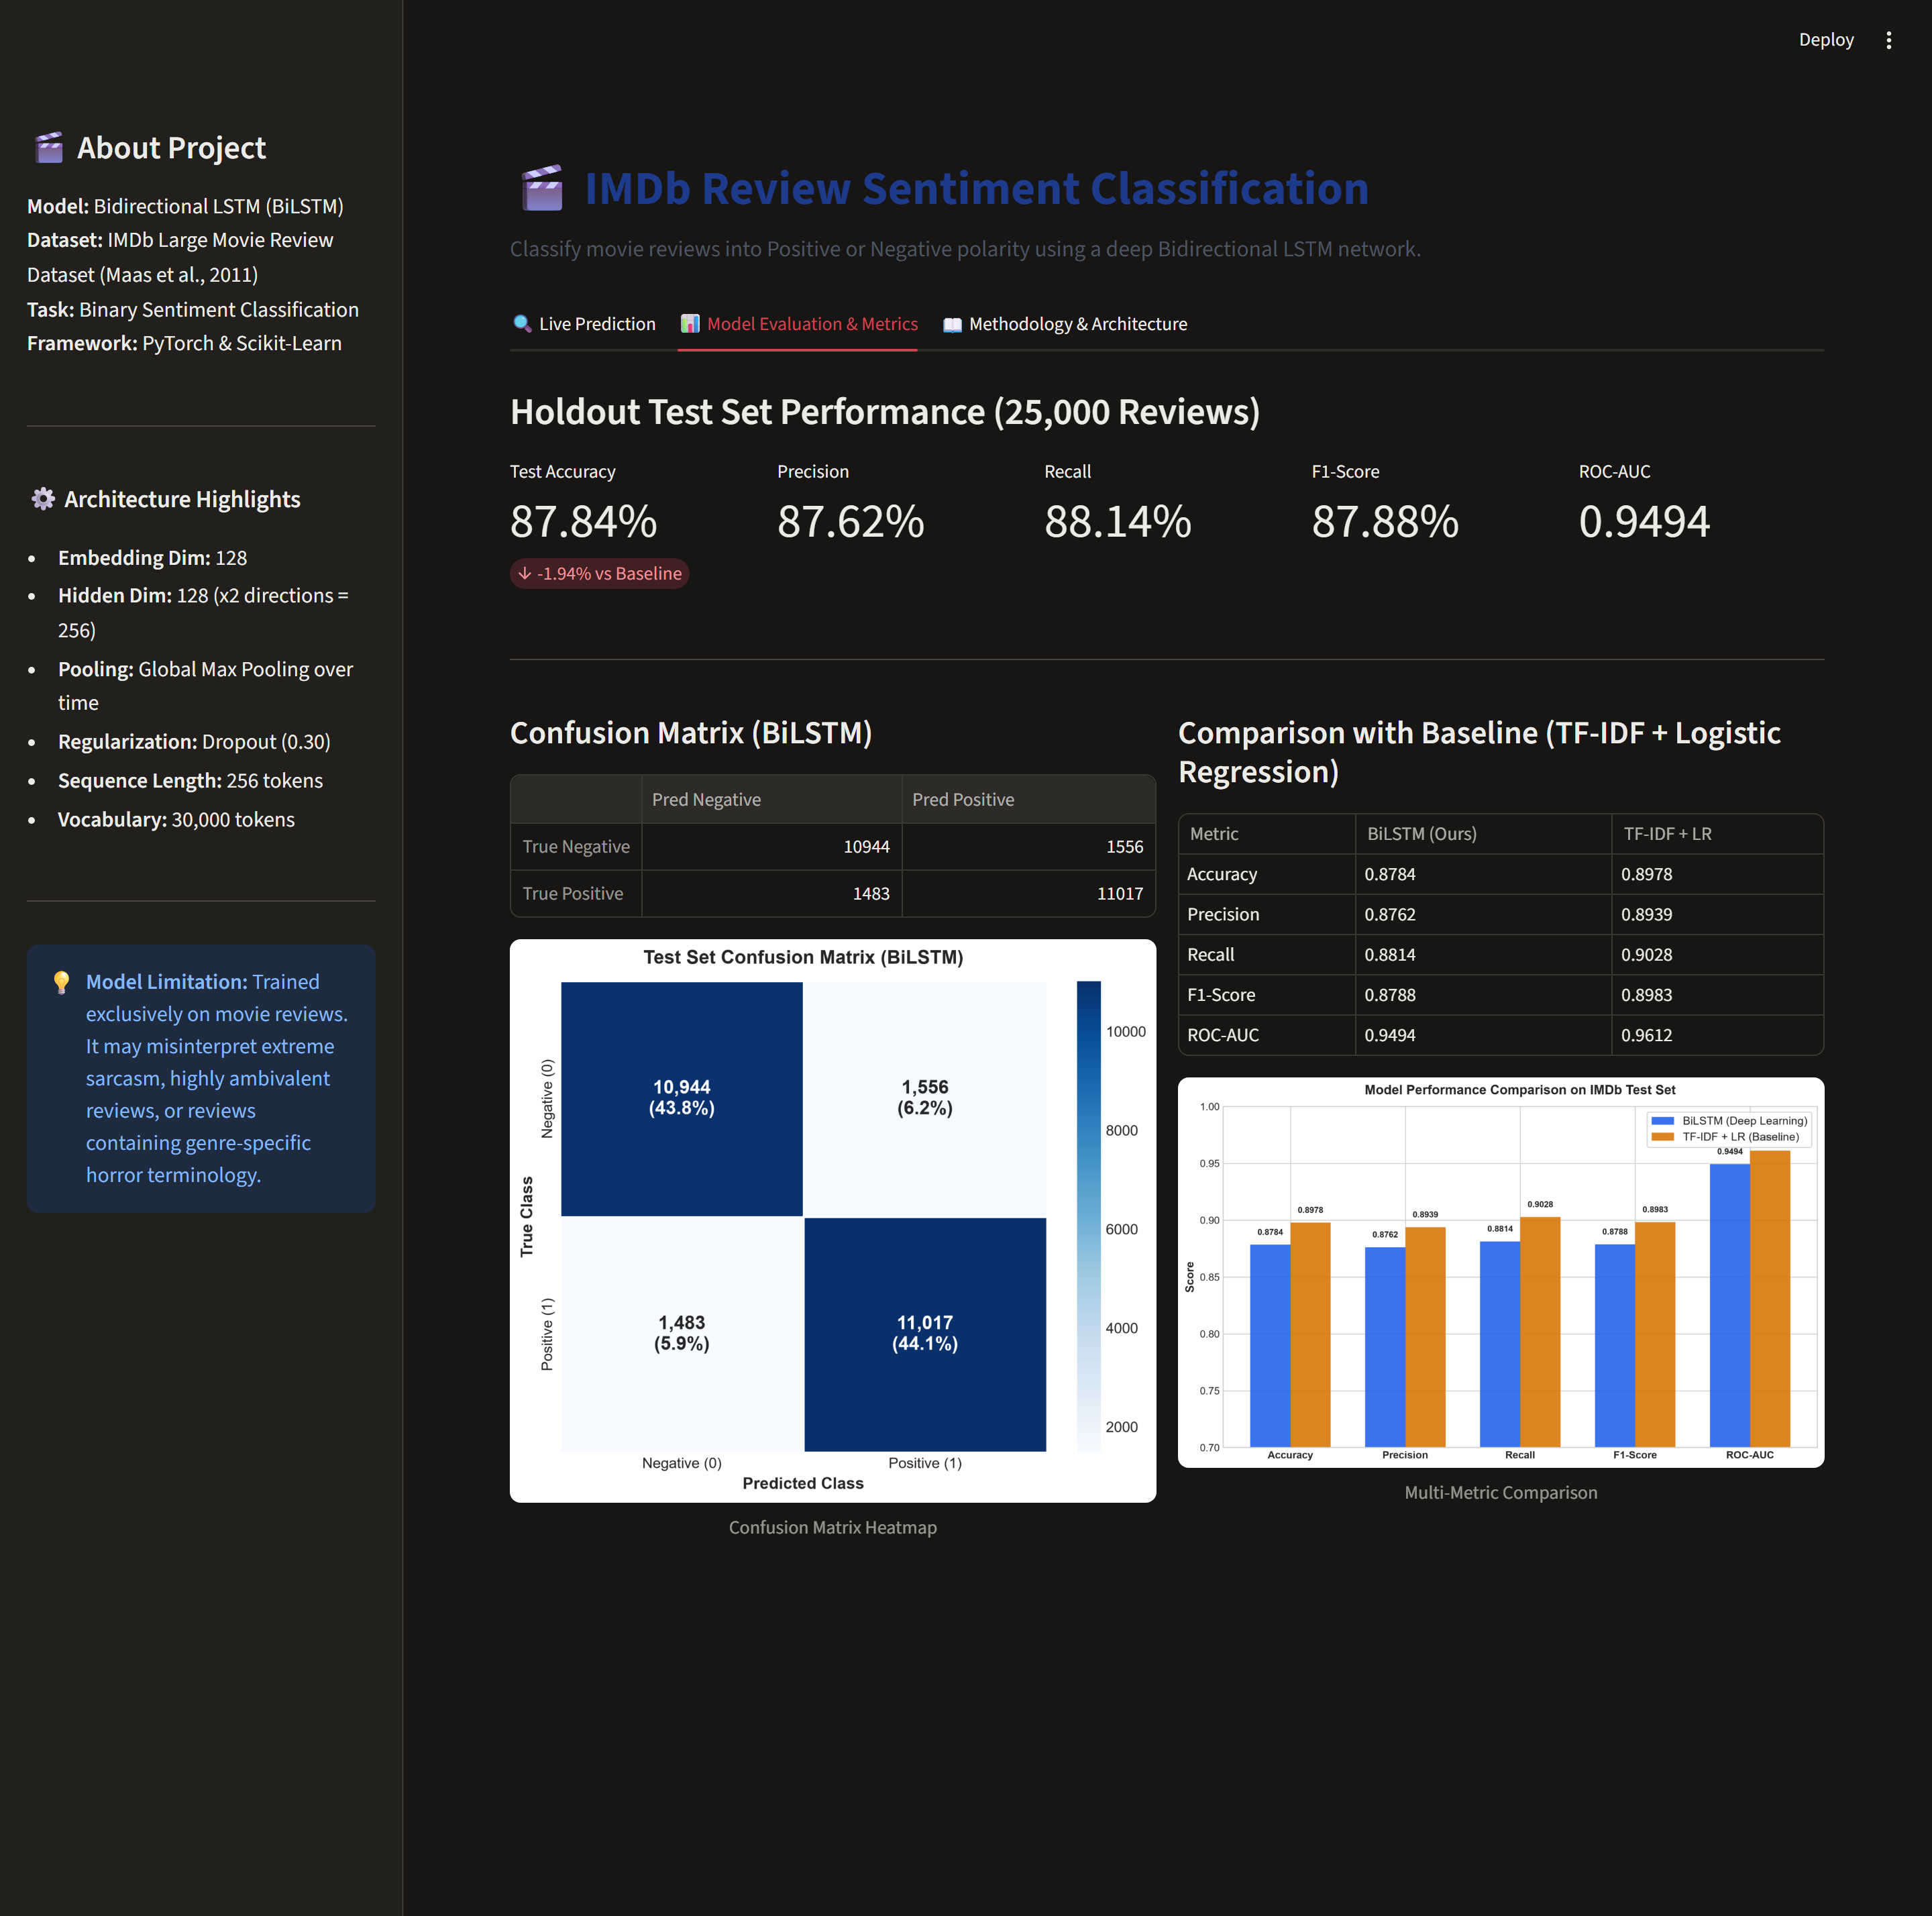 Deploy
About Project
Model: Bidirectional LSTM (BiLSTM)
Dataset: IMDb Large Movie Review
Dataset (Maas et al., 2011)
Task: Binary Sentiment Classification
Framework: PyTorch & Scikit-Learn
Architecture Highlights
• Embedding Dim: 128
• Hidden Dim: 128 (x2 directions =
256)
• Pooling: Global Max Pooling over
time
• Regularization: Dropout (0.30)
• Sequence Length: 256 tokens
• Vocabulary: 30,000 tokens
Model Limitation: Trained
exclusively on movie reviews.
It may misinterpret extreme
sarcasm, highly ambivalent
reviews, or reviews
containing genre-specific
horror terminology.
IMDb Review Sentiment Classification
Classify movie reviews into Positive or Negative polarity using a deep Bidirectional LSTM network.
Live Prediction Model Evaluation & Metrics Methodology & Architecture
Holdout Test Set Performance (25,000 Reviews)
Test Accuracy Precision Recall F1-Score ROC-AUC
87.84% 87.62% 88.14% 87.88% 0.9494
↓ -1.94% vs Baseline
Confusion Matrix (BiLSTM)
Pred Negative Pred Positive
True Negative 10944 1556
True Positive 1483 11017
Test Set Confusion Matrix (BiLSTM)
True Class
Negative (0)
Positive (1)
10,944
(43.8%)
1,556
(6.2%)
1,483
(5.9%)
11,017
(44.1%)
10000
8000
6000
4000
2000
Negative (0) Positive (1)
Predicted Class
Confusion Matrix Heatmap
Comparison with Baseline (TF-IDF + Logistic
Regression)
Metric BiLSTM (Ours) TF-IDF + LR
Accuracy 0.8784 0.8978
Precision 0.8762 0.8939
Recall 0.8814 0.9028
F1-Score 0.8788 0.8983
ROC-AUC 0.9494 0.9612
Model Performance Comparison on IMDb Test Set
BiLSTM (Deep Learning)
TF-IDF + LR (Baseline)
Score
1.00
0.95
0.90
0.85
0.80
0.75
0.70
0.8784 0.8978 0.8762 0.8939 0.8814 0.9028 0.8788 0.8983 0.9494
Accuracy Precision Recall F1-Score ROC-AUC
Multi-Metric Comparison